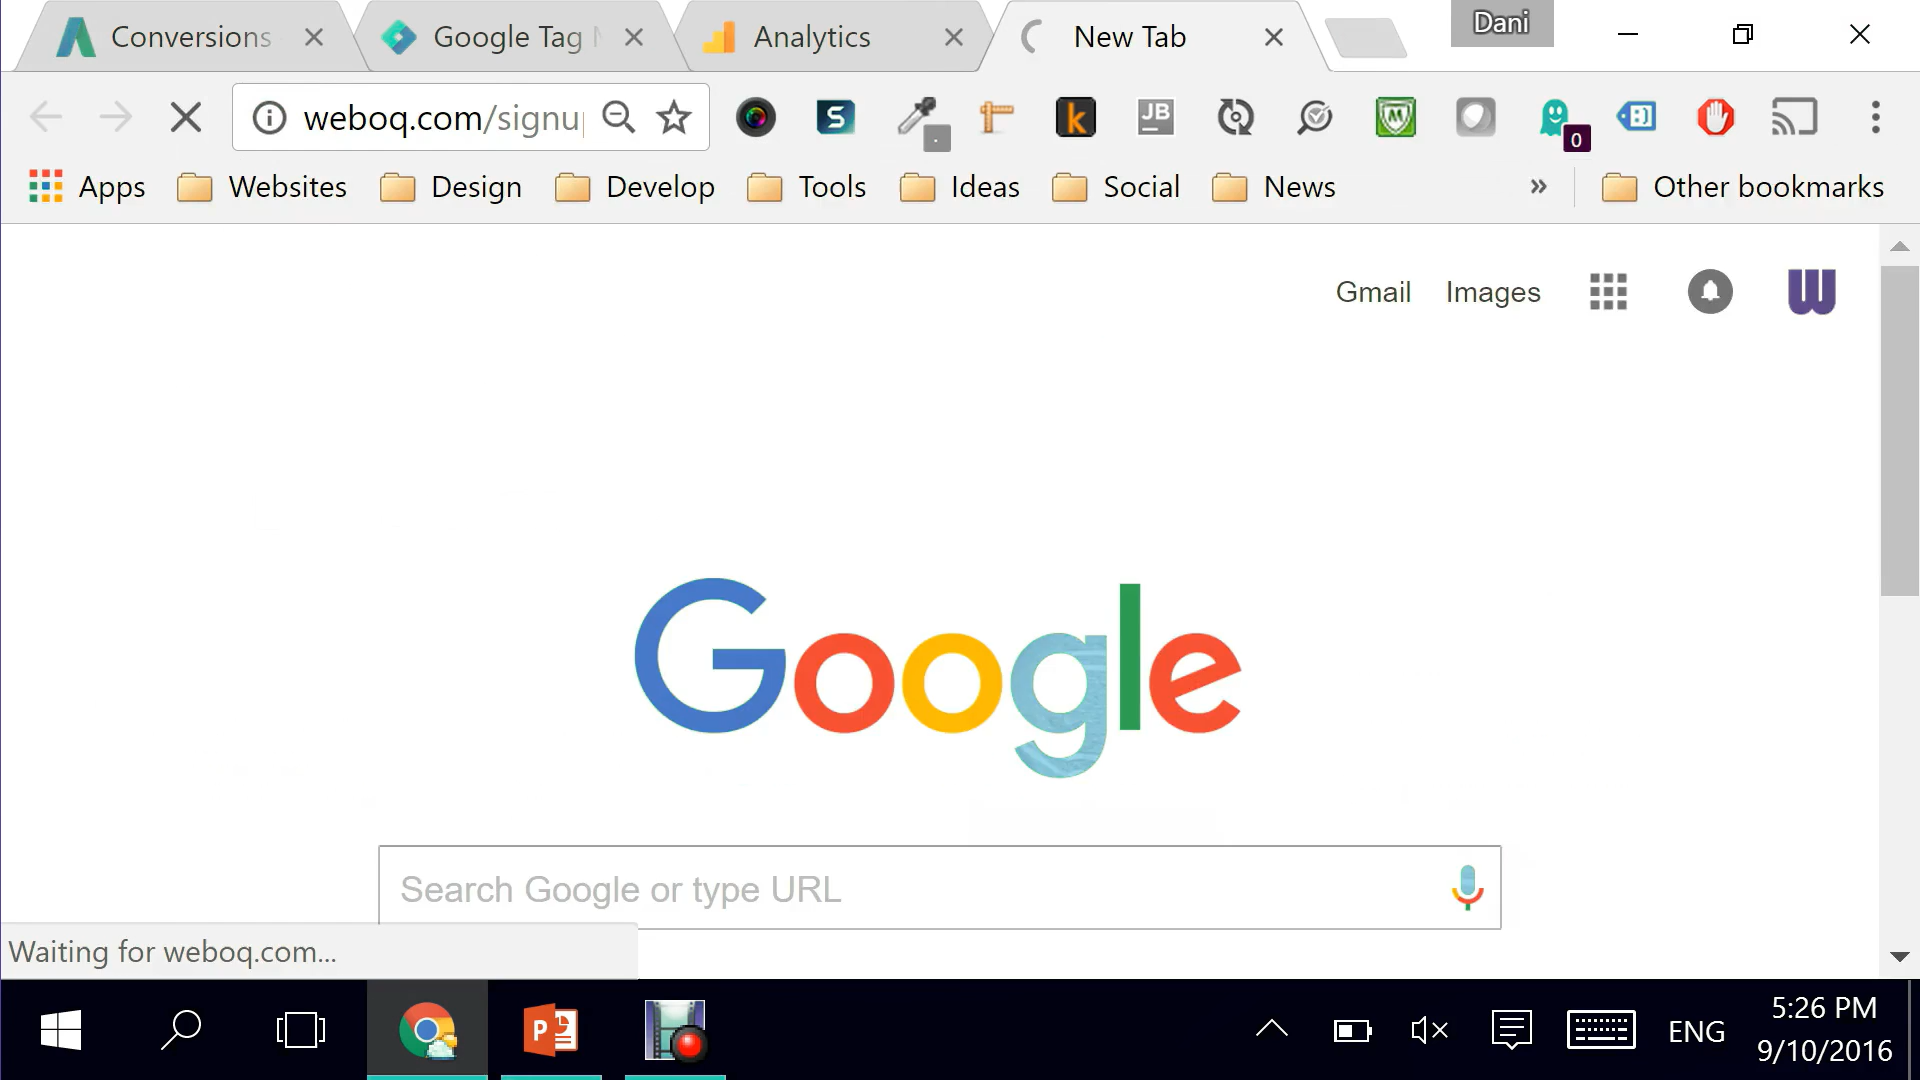 Conversions
Google Tag M
Analytics
New Tab
Dani
weboq.com/signup
S
k
JB
M
0
Apps
Websites
Design
Develop
Tools
Ideas
Social
News
»
Other bookmarks
Gmail
Images
W
Google
Search Google or type URL
Waiting for weboq.com...
P
ENG
5:26 PM
9/10/2016